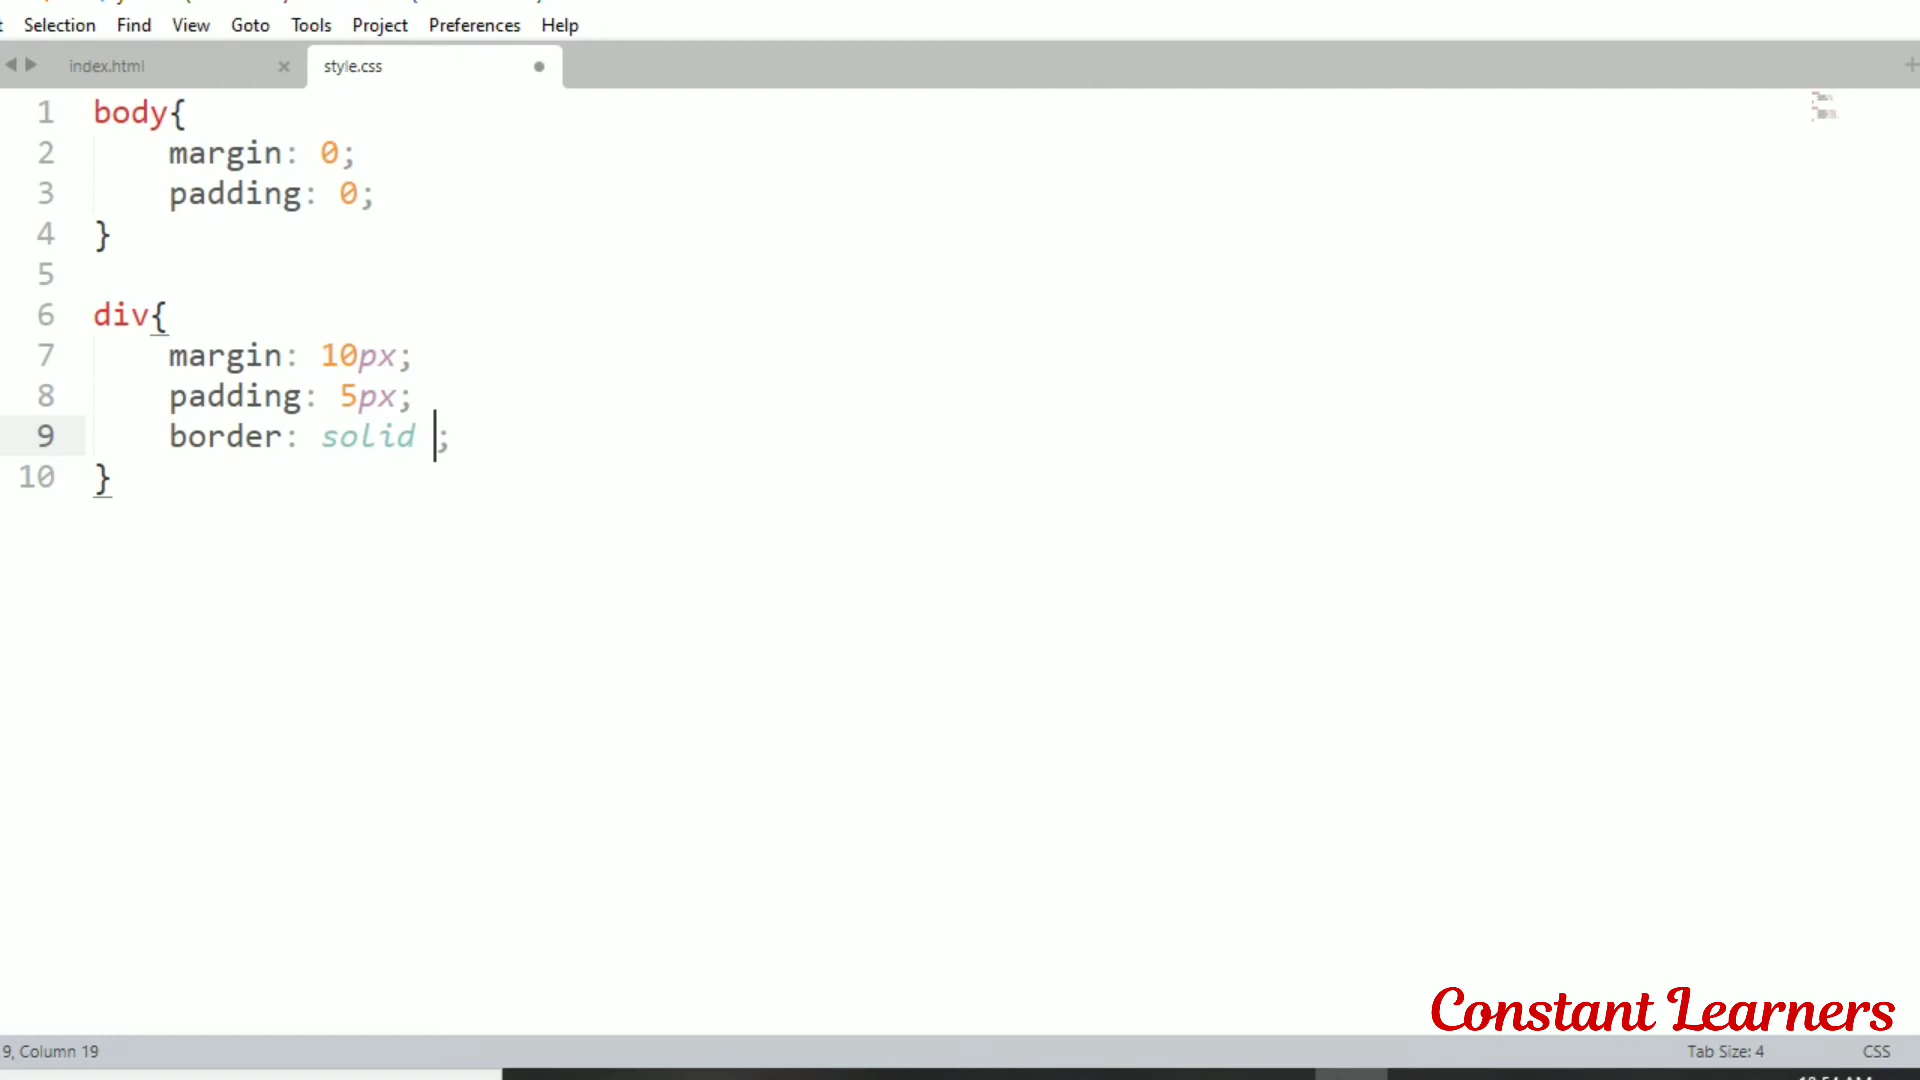 Selection Find View Goto Tools Project Preferences Help
index.html style.css
1 body{
2 margin: 0;
3 padding: 0;
4 }
5
6 div{
7 margin: 10px;
8 padding: 5px;
9 border: solid ;
10 }
Constant Learners
9, Column 19 Tab Size: 4 CSS